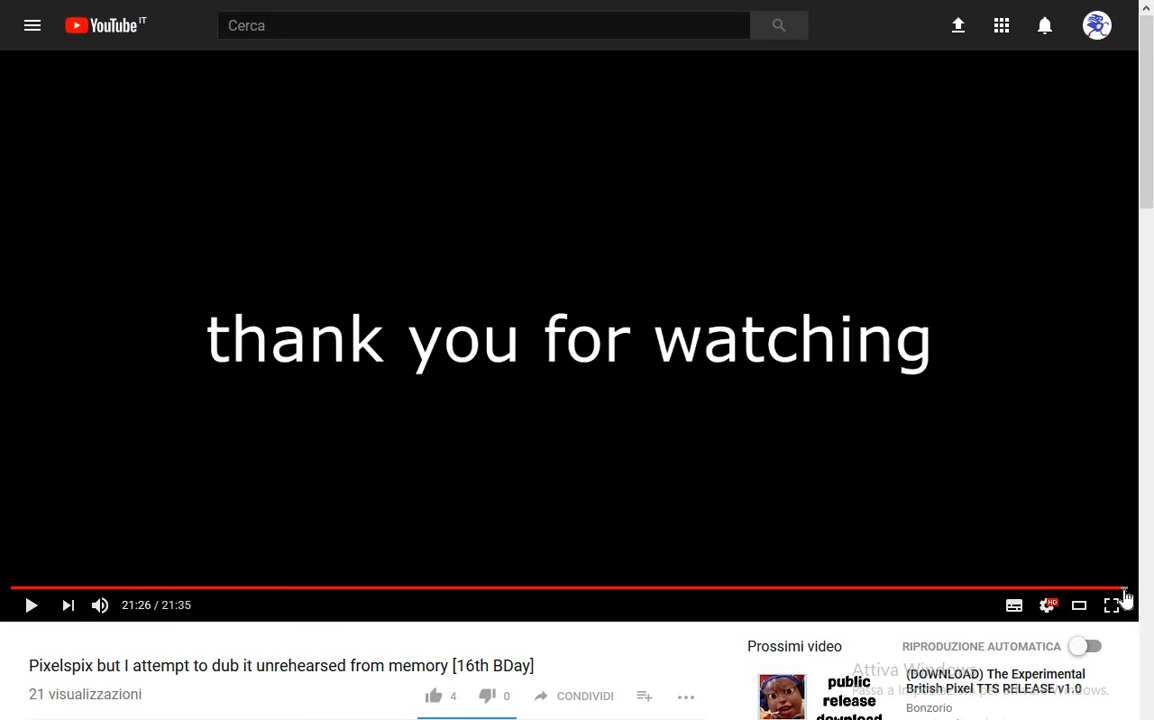 YouTube IT
Cerca
thank you for watching
21:26 / 21:35
HD
Pixelspix but I attempt to dub it unrehearsed from memory [16th BDay]
21 visualizzazioni
4
0
CONDIVIDI
Prossimi video
RIPRODUZIONE AUTOMATICA
public
release
download
(DOWNLOAD) The Experimental
British Pixel TTS RELEASE v1.0
Bonzorio
Attiva Windows